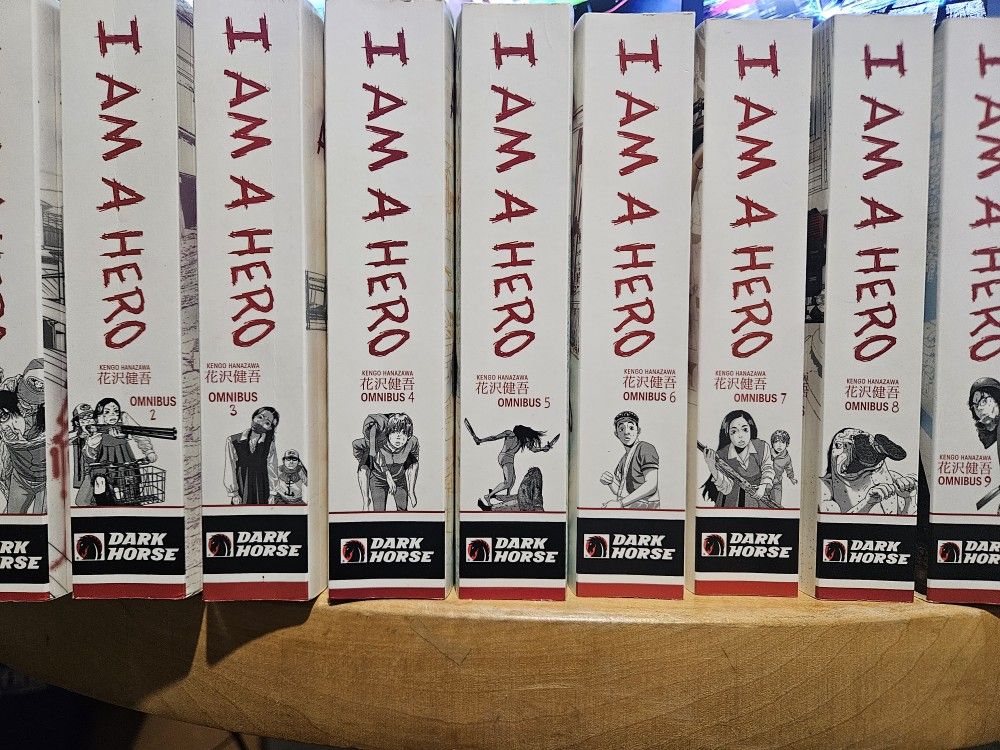 RK
I AM A HERO
KENGO HANAZAWA
花沢健吾
OMNIBUS
2
DARK
HORSE
I AM A HERO
KENGO HANAZAWA
花沢健吾
OMNIBUS
3
DARK
HORSE
I AM A HERO
KENGO HANAZAWA
花沢健吾
OMNIBUS 4
DARK
HORSE
I AM A HERO
KENGO HANAZAWA
花沢健吾
OMNIBUS 5
DARK
HORSE
I AM A HERO
KENGO HANAZAWA
花沢健吾
OMNIBUS 6
DARK
HORSE
I AM A HERO
KENGO HANAZAWA
花沢健吾
OMNIBUS 7
DARK
HORSE
I AM A HERO
KENGO HANAZAWA
花沢健吾
OMNIBUS 8
DARK
HORSE
I AM A HERO
KENGO HANAZAWA
花沢健吾
OMNIBUS 9
DARK
HOR